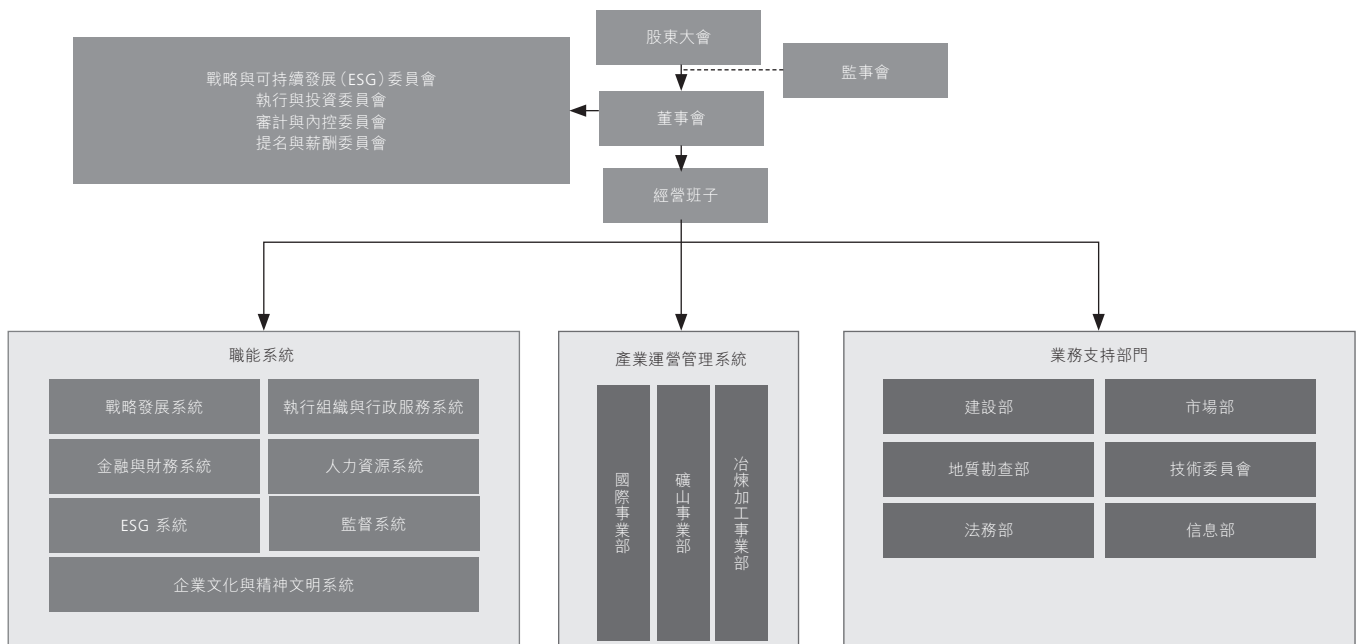 股東大會
監事會
戰略與可持續發展（ESG）委員會
執行與投資委員會
審計與內控委員會
提名與薪酬委員會
董事會
經營班子
職能系統
戰略發展系統
執行組織與行政服務系統
金融與財務系統
人力資源系統
ESG 系統
監督系統
企業文化與精神文明系統
產業運營管理系統
國際事業部
礦山事業部
冶煉加工事業部
業務支持部門
建設部
市場部
地質勘查部
技術委員會
法務部
信息部